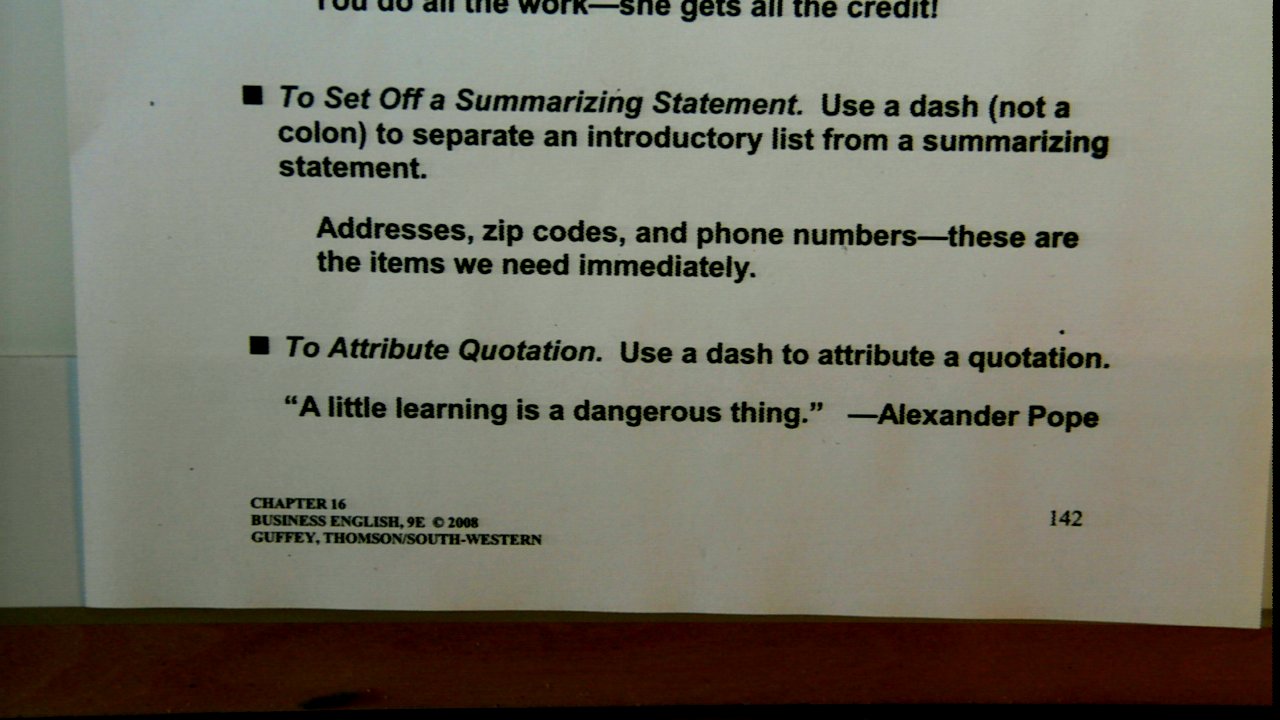 You do all the work—she gets all the credit!
■ To Set Off a Summarizing Statement. Use a dash (not a
colon) to separate an introductory list from a summarizing
statement.
Addresses, zip codes, and phone numbers—these are
the items we need immediately.
■ To Attribute Quotation. Use a dash to attribute a quotation.
“A little learning is a dangerous thing.” —Alexander Pope
CHAPTER 16
BUSINESS ENGLISH, 9E © 2008
GUFFEY, THOMSON/SOUTH-WESTERN
142